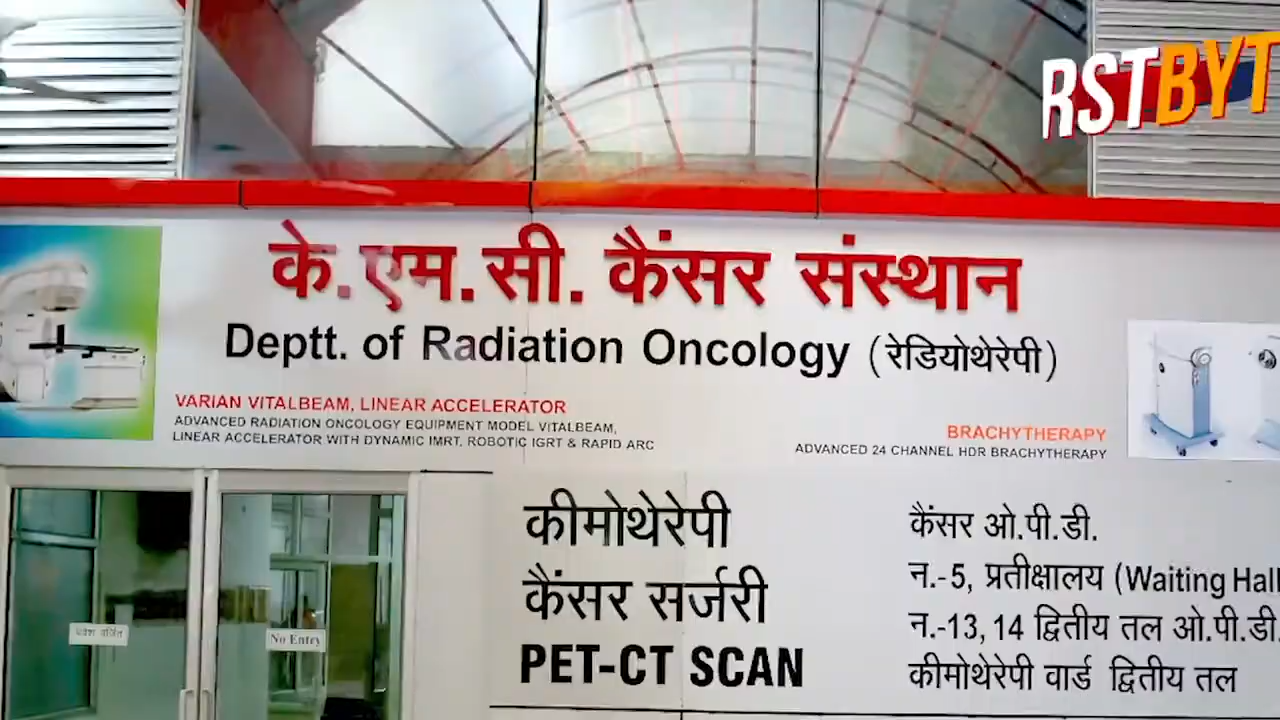 RSTBYT
के.एम.सी. कैंसर संस्थान
Deptt. of Radiation Oncology (रेडियोथेरेपी)
VARIAN VITALBEAM, LINEAR ACCELERATOR
ADVANCED RADIATION ONCOLOGY EQUIPMENT MODEL VITALBEAM,
LINEAR ACCELERATOR WITH DYNAMIC IMRT, ROBOTIC IGRT & RAPID ARC
BRACHYTHERAPY
ADVANCED 24 CHANNEL HDR BRACHYTHERAPY
कीमोथेरेपी
कैंसर सर्जरी
PET-CT SCAN
कैंसर ओ.पी.डी.
न.-5, प्रतीक्षालय (Waiting Hall
न.-13, 14 द्वितीय तल ओ.पी.डी.
कीमोथेरेपी वार्ड द्वितीय तल
प्रवेश वर्जित
No Entry